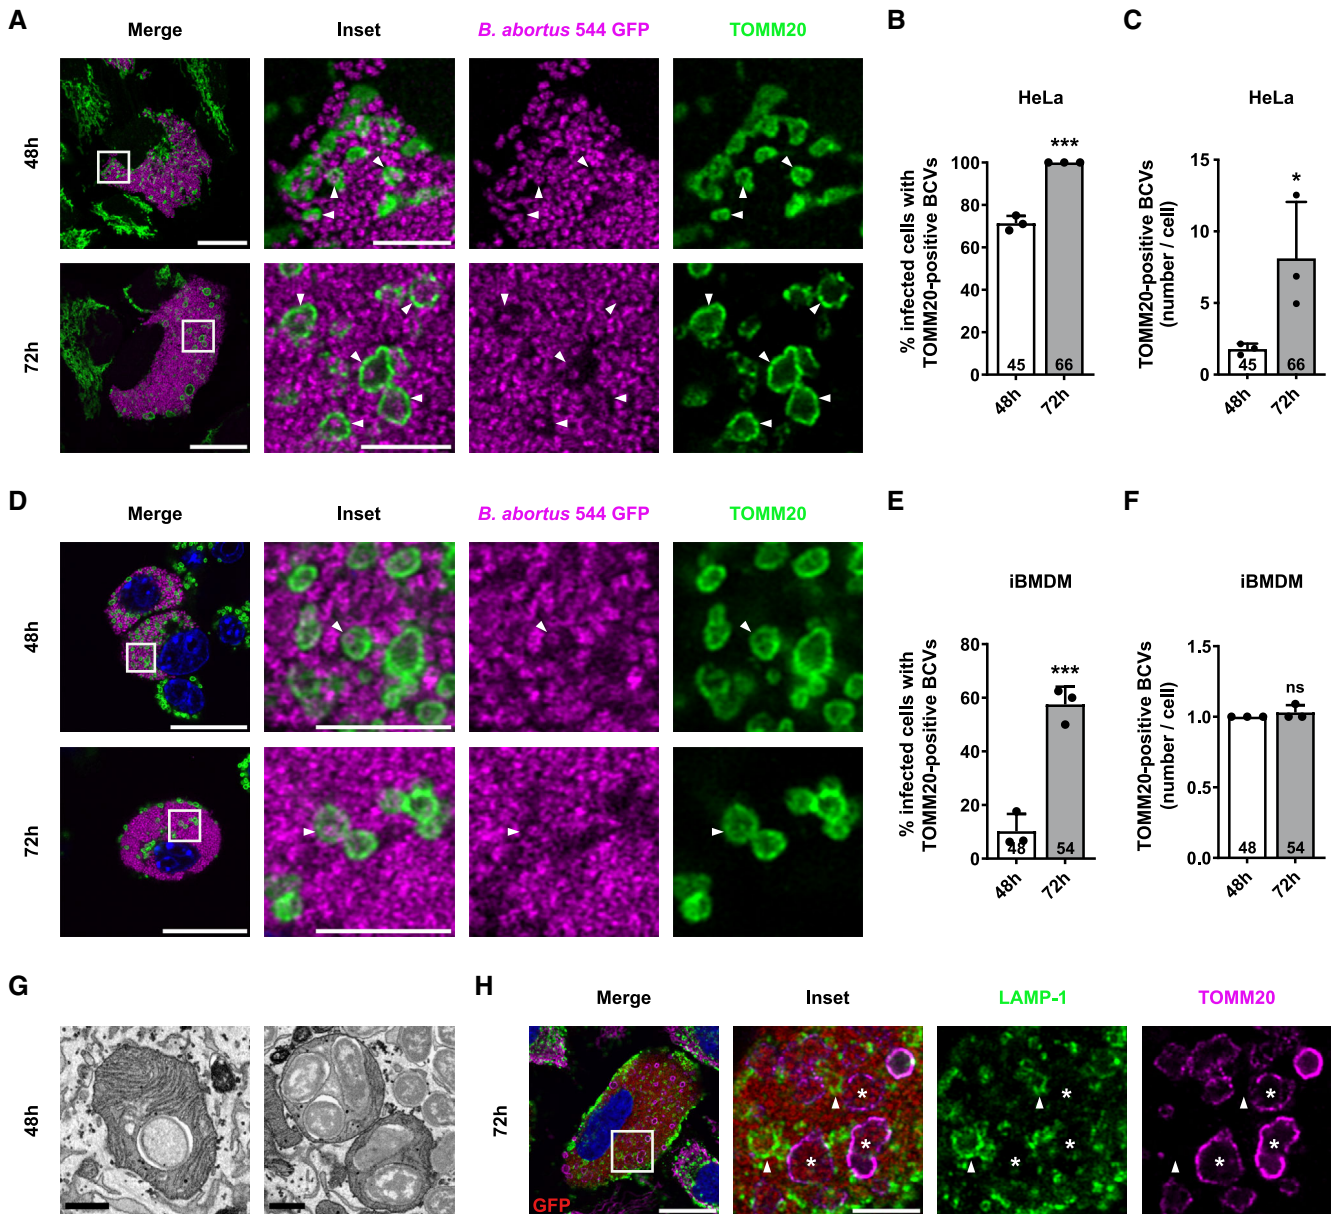 A
Merge
Inset
B. abortus 544 GFP
TOMM20
48h
72h
B
HeLa
***
% infected cells with
TOMM20-positive BCVs
100
80
60
40
20
0
45
66
48h
72h
C
HeLa
*
TOMM20-positive BCVs
(number / cell)
15
10
5
0
45
66
48h
72h
D
Merge
Inset
B. abortus 544 GFP
TOMM20
48h
72h
E
iBMDM
***
% infected cells with
TOMM20-positive BCVs
80
60
40
20
0
48
54
48h
72h
F
iBMDM
ns
TOMM20-positive BCVs
(number / cell)
1.5
1.0
0.5
0.0
48
54
48h
72h
G
48h
H
Merge
Inset
LAMP-1
TOMM20
72h
GFP
* * *
* * *
* * *